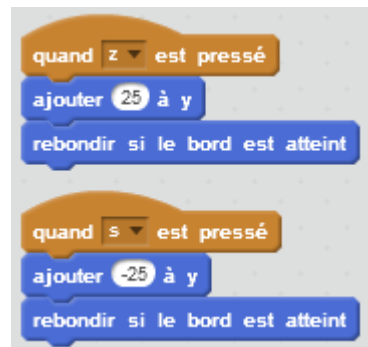 quand z est pressé
ajouter 25 à y
rebondir si le bord est atteint
quand s est pressé
ajouter -25 à y
rebondir si le bord est atteint